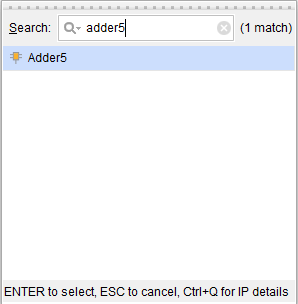 Search: adder5 (1 match)
Adder5
ENTER to select, ESC to cancel, Ctrl+Q for IP details